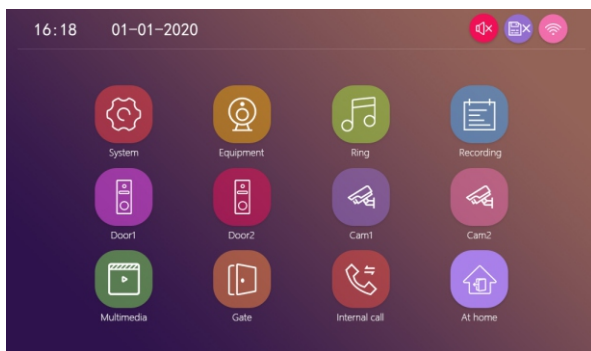 16:18 01-01-2020
System Equipment Ring Recording
Door1 Door2 Cam1 Cam2
Multimedia Gate Internal call At home